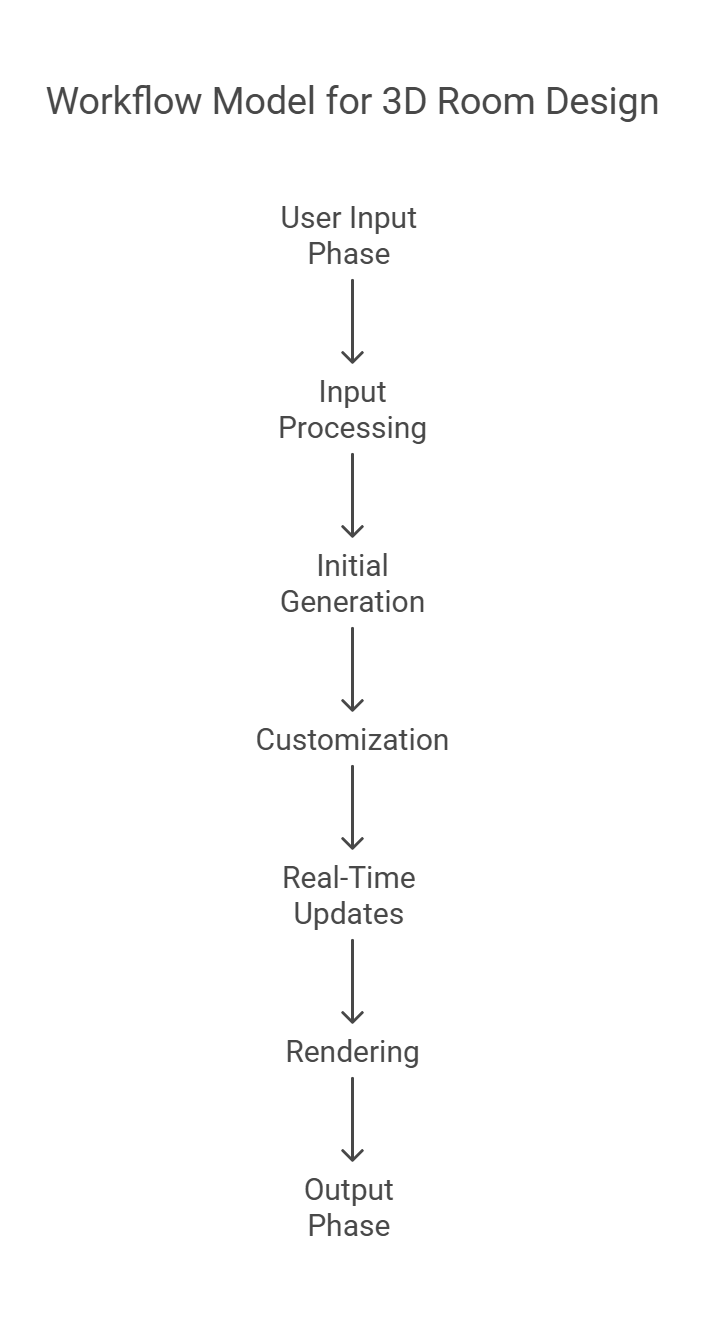 Workflow Model for 3D Room Design
User Input
Phase
Input
Processing
Initial
Generation
Customization
Real-Time
Updates
Rendering
Output
Phase